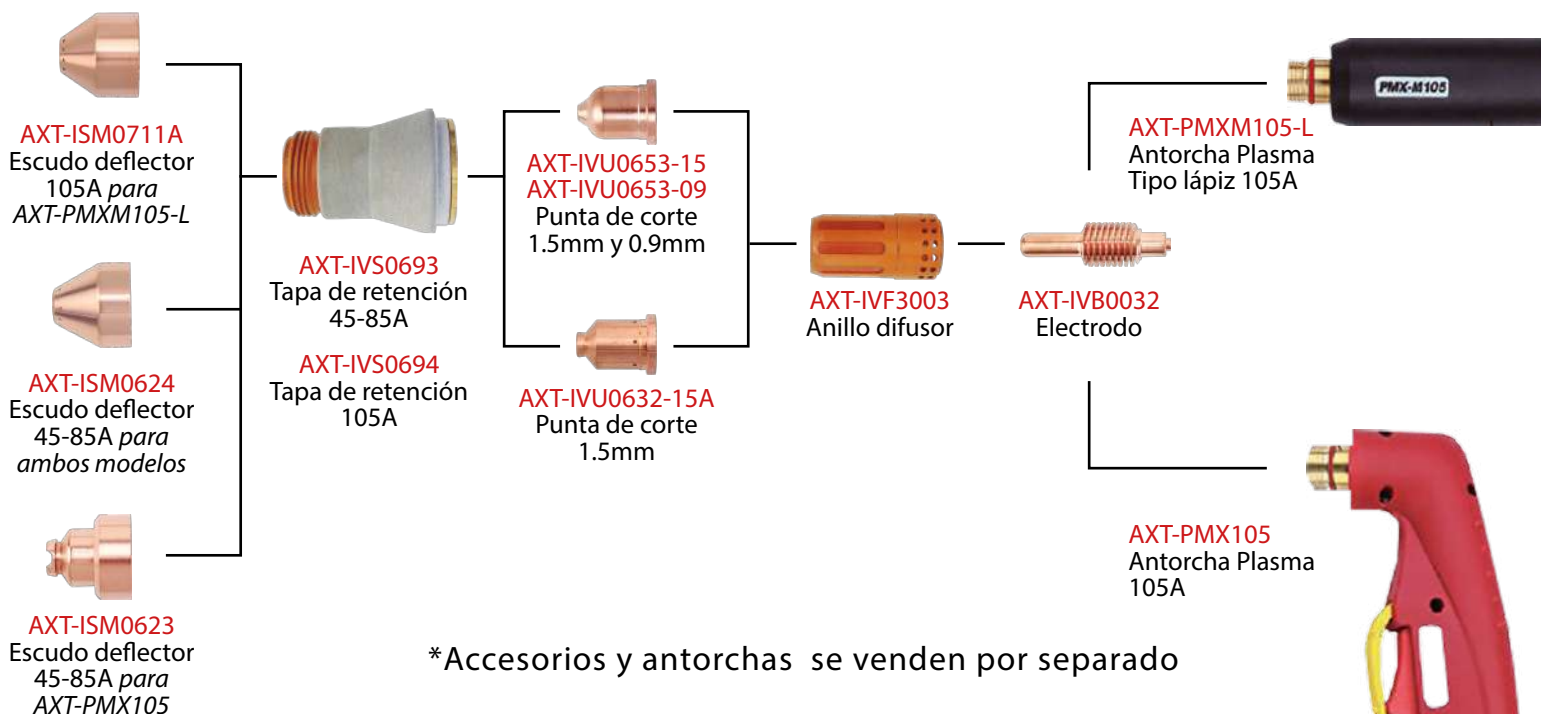 AXT-ISM0711A
Escudo deflector
105A para
AXT-PMXM105-L
AXT-ISM0624
Escudo deflector
45-85A para
ambos modelos
AXT-ISM0623
Escudo deflector
45-85A para
AXT-PMX105
AXT-IVS0693
Tapa de retención
45-85A
AXT-IVS0694
Tapa de retención
105A
AXT-IVU0653-15
AXT-IVU0653-09
Punta de corte
1.5mm y 0.9mm
AXT-IVU0632-15A
Punta de corte
1.5mm
AXT-IVF3003
Anillo difusor
AXT-IVB0032
Electrodo
PMX-M105
AXT-PMXM105-L
Antorcha Plasma
Tipo lápiz 105A
AXT-PMX105
Antorcha Plasma
105A
*Accesorios y antorchas se venden por separado